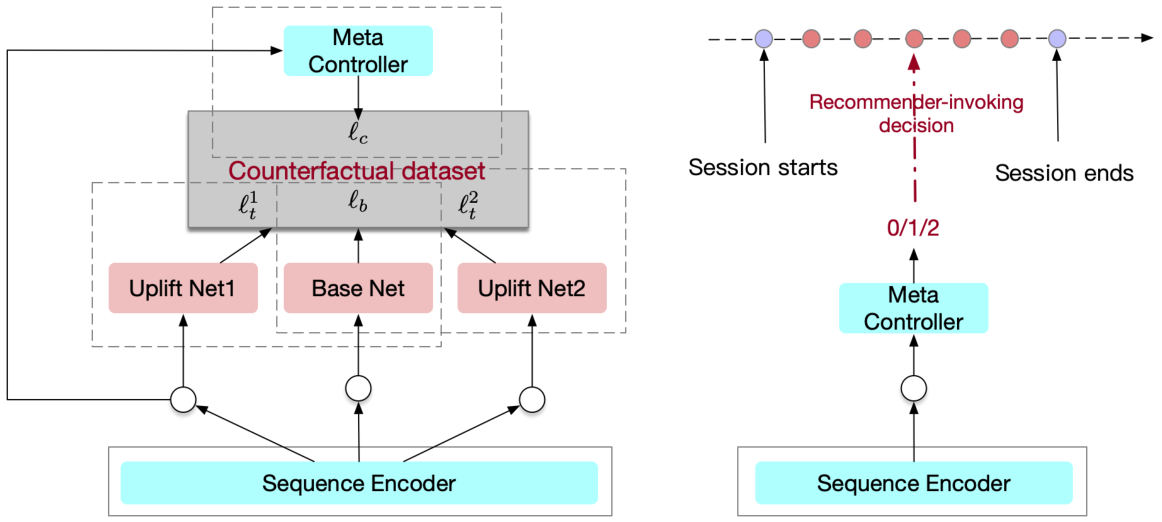 Meta
Controller
ℓc
Counterfactual dataset
ℓt1 ℓb ℓt2
Uplift Net1 Base Net Uplift Net2
Sequence Encoder
Recommender-invoking
decision
Session starts
Session ends
0/1/2
Meta
Controller
Sequence Encoder